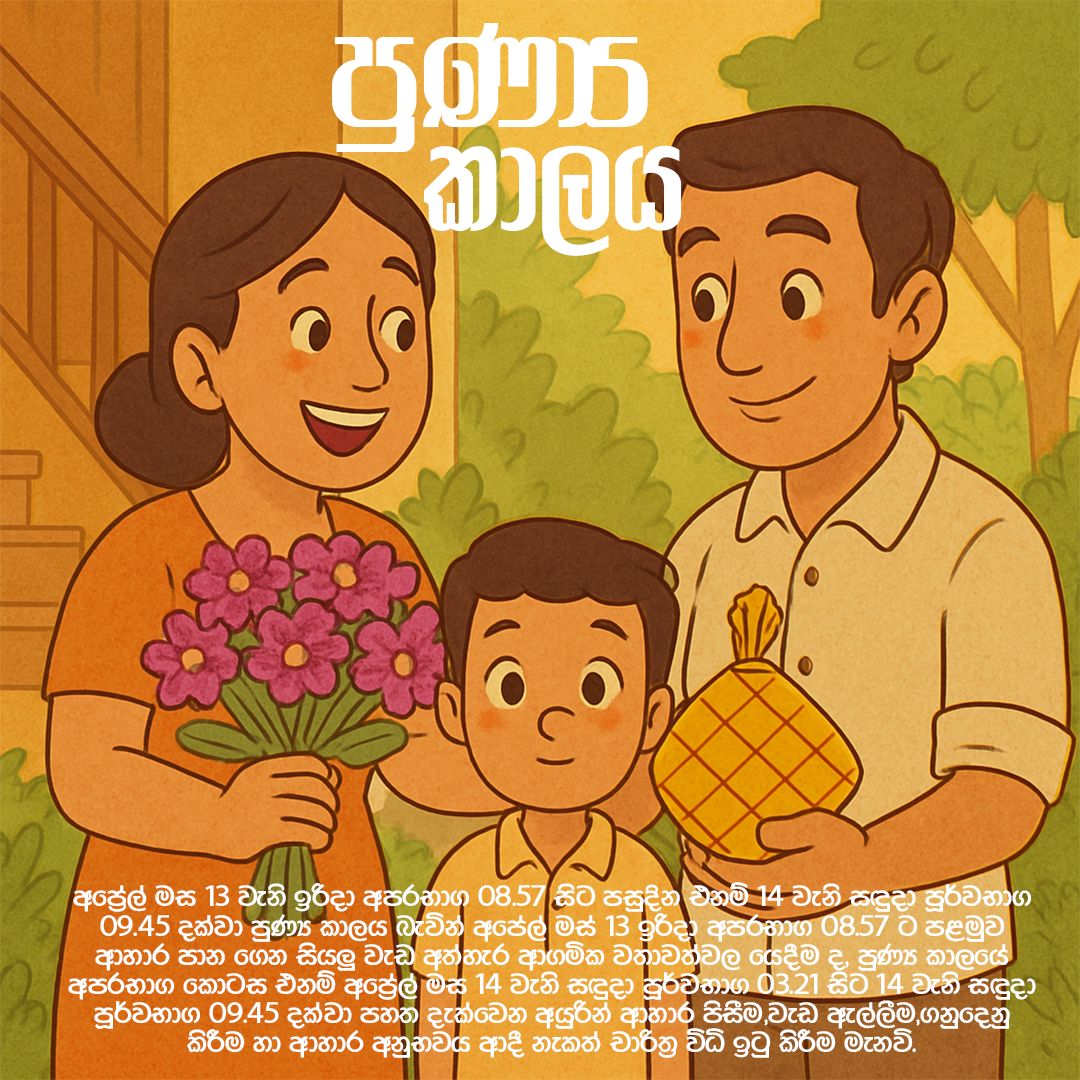 පුණ්‍ය
කාලය
අප්‍රේල් මස 13 වැනි ඉරිදා අපරභාග 08.57 සිට පසුදින එනම් 14 වැනි සඳුදා පූර්වභාග
09.45 දක්වා පුණ්‍ය කාලය බැවින් අපේල් මස් 13 ඉරිදා අපරභාග 08.57 ට පළමුව
ආහාර පාන ගෙන සියලු වැඩ අත්හැර ආගමික වතාවත්වල යෙදීම ද, පුණ්‍ය කාලයේ
අපරභාග කොටස එනම් අප්‍රේල් මස 14 වැනි සඳුදා පූර්වභාග 03.21 සිට 14 වැනි සඳුදා
පූර්වභාග 09.45 දක්වා පහත දැක්වෙන අයුරින් ආහාර පිසීම,වැඩ ඇල්ලීම,ගනුදෙනු
කිරීම හා ආහාර අනුභවය ආදී නැකත් චාරිත්‍ර විධි ඉටු කිරීම මැනවි.